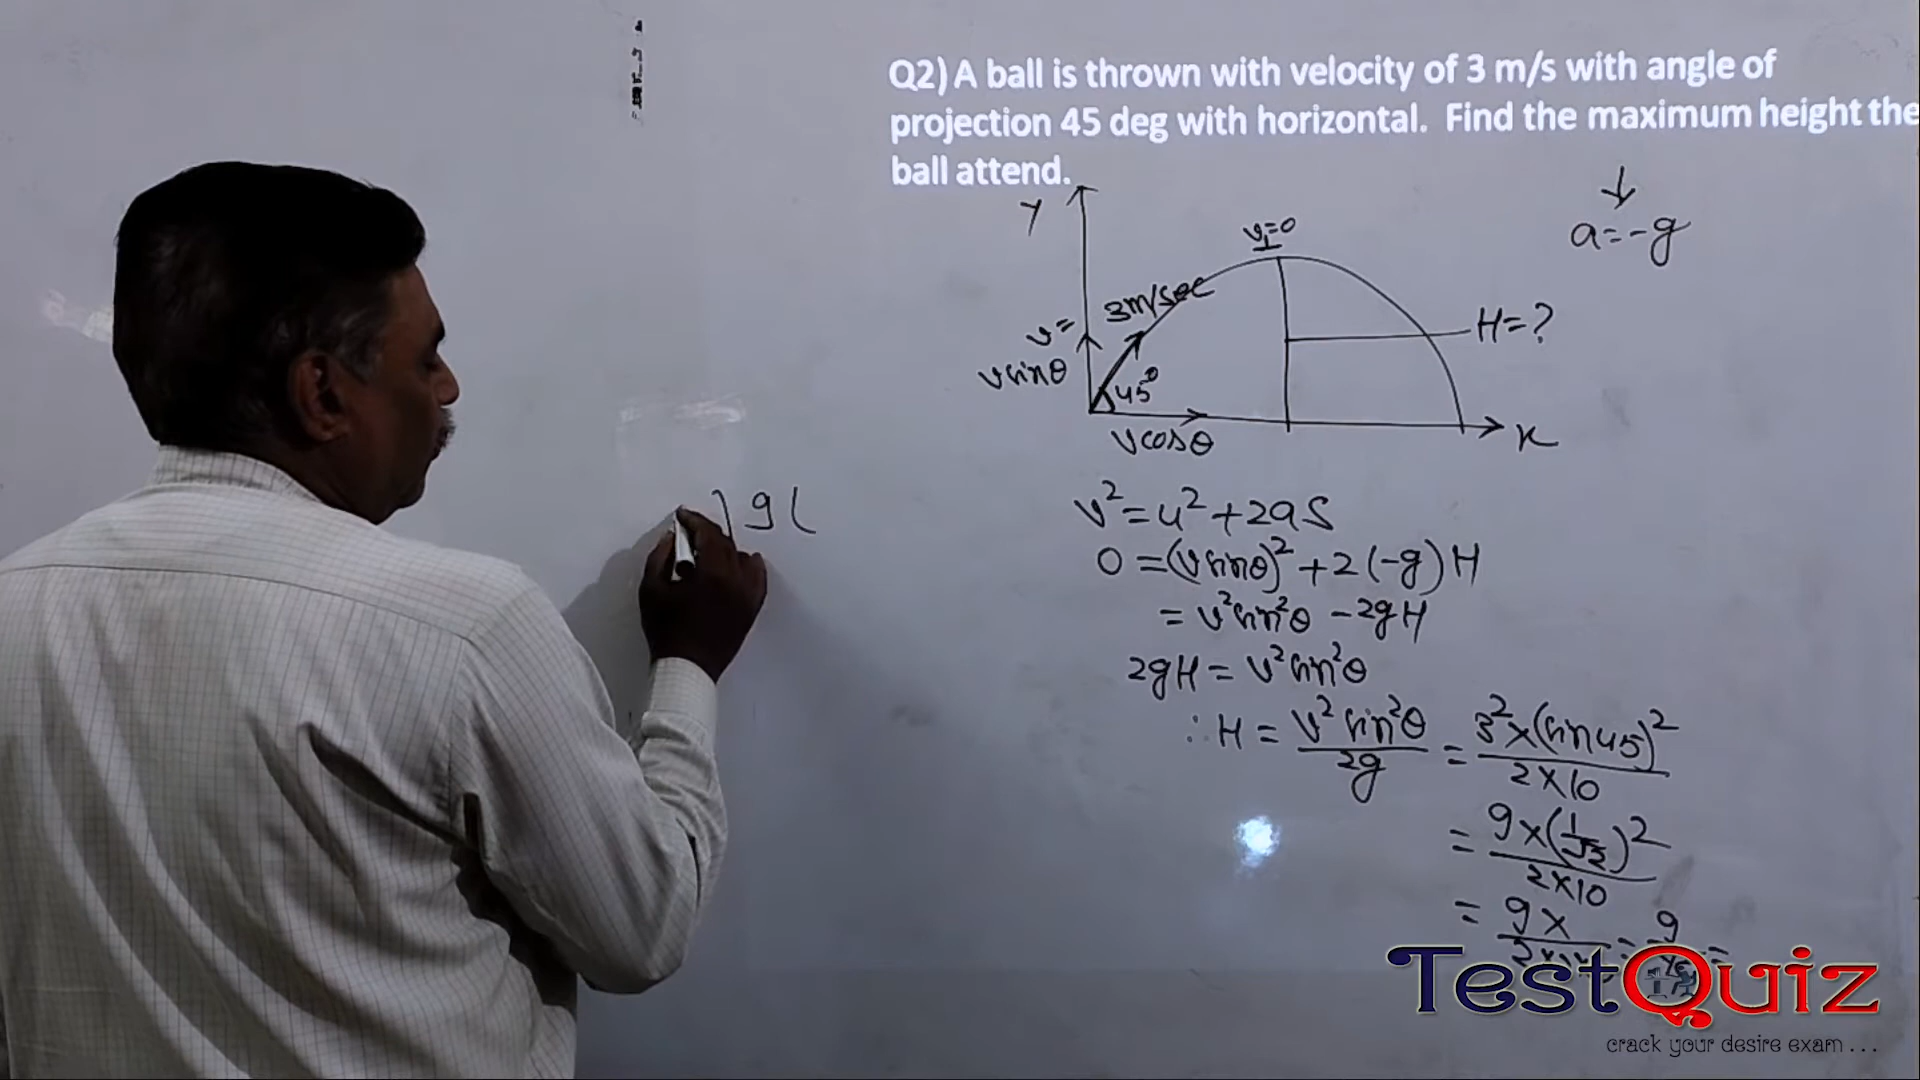 Q2) A ball is thrown with velocity of 3 m/s with angle of
projection 45 deg with horizontal. Find the maximum height the
ball attend.
a=-g
Y
v⊥=0
3m/sec
v=
vsinθ
H=?
45°
vcosθ
x
)9(
v²=u²+2as
0=(vsinθ)²+2(-g)H
=v²sin²θ-2gH
2gH=v²sin²θ
∴H=v²sin²θ/2g=3²×(sin45)²/2×10
=9×(1/√2)²/2×10
=9×
9
TestQuiz
crack your desire exam...